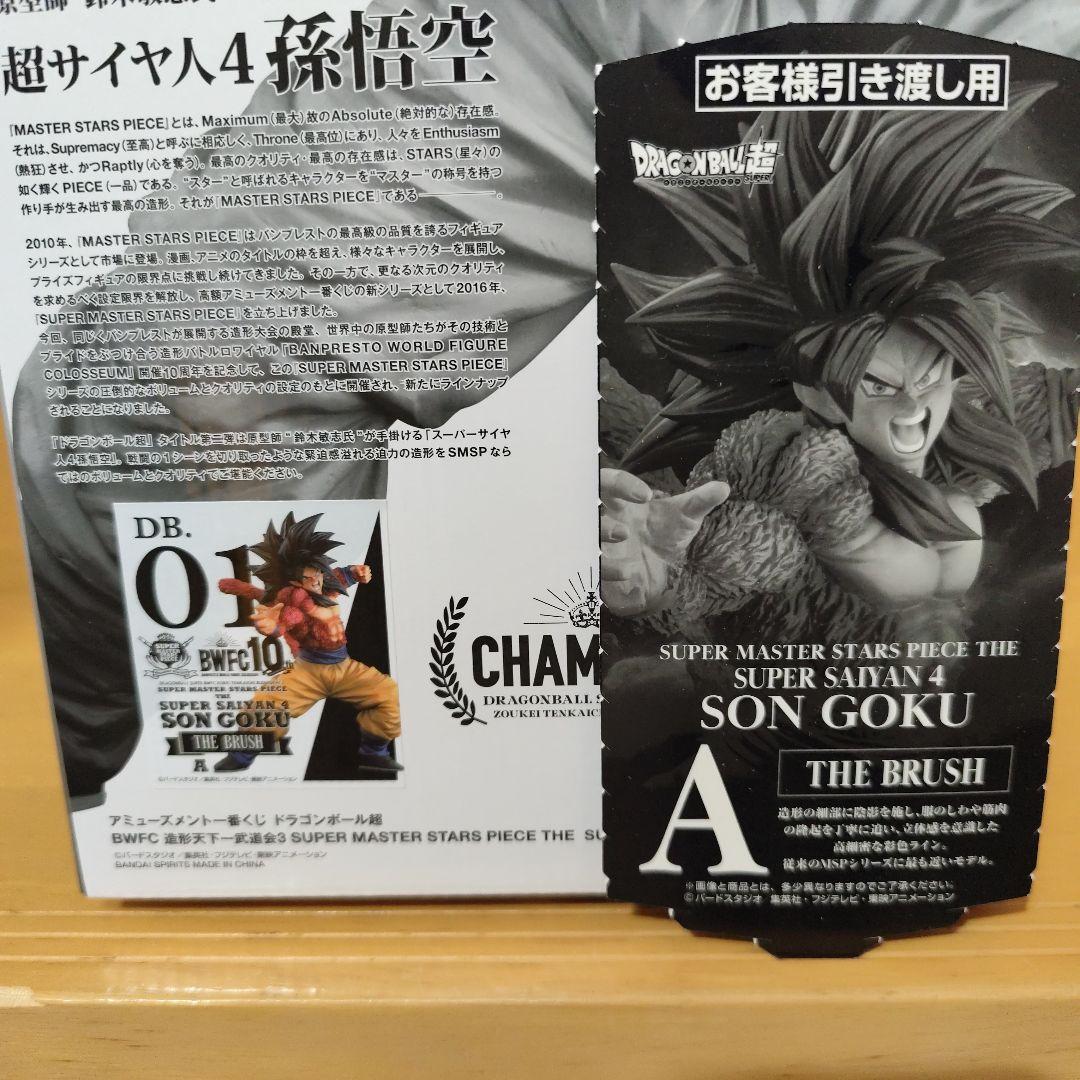 超サイヤ人4 孫悟空
『MASTER STARS PIECE』とは、Maximum(最大)故のAbsolute(絶対的な)存在感。
それは、Supremacy(至高)と呼ぶに相応しく、Throne(最高位)にあり、人々をEnthusiasm
(熱狂)させ、かつRaptly(心を奪う)。最高のクオリティ・最高の存在感は、STARS(星々)の
如く輝くPIECE(一品)である。“スター”と呼ばれるキャラクターを“マスター”の称号を持つ
作り手が生み出す最高の造形。それが『MASTER STARS PIECE』である————。
2010年、『MASTER STARS PIECE』はバンプレストの最高級の品質を誇るフィギュア
シリーズとして市場に登場。漫画、アニメのタイトルの枠を超え、様々なキャラクターを展開し、
プライズフィギュアの限界点に挑戦し続けてきました。その一方で、更なる次元のクオリティ
を求めるべく設定限界を解放し、高額アミューズメント一番くじの新シリーズとして2016年、
『SUPER MASTER STARS PIECE』を立ち上げました。
今回、同じくバンプレストが展開する造形大会の殿堂、世界中の原型師たちがその技術と
プライドをぶつけ合う造形バトルロワイヤル『BANPRESTO WORLD FIGURE
COLOSSEUM』開催10周年を記念して、この『SUPER MASTER STARS PIECE』
シリーズの圧倒的なボリュームとクオリティの設定のもとに開催され、新たにラインナップ
されることになりました。
『ドラゴンボール超』タイトル第二弾は原型師“鈴木敏志氏”が手掛ける「スーパーサイヤ
人4孫悟空」。戦闘の1シーンを切り取ったような緊迫感溢れる迫力の造形をSMSPなら
ではのボリュームとクオリティでご堪能ください。
DB.
01
SUPER
MASTER
STARS
PIECE
BWFC 10th
SUPER MASTER STARS PIECE
THE
SUPER SAIYAN 4
SON GOKU
THE BRUSH
A
©バードスタジオ/集英社・フジテレビ・東映アニメーション
CHAM
DRAGONBALL S
ZOUKEI TENKAIC
アミューズメント一番くじ ドラゴンボール超
BWFC 造形天下一武道会3 SUPER MASTER STARS PIECE THE SU
©バードスタジオ/集英社・フジテレビ・東映アニメーション
BANDAI SPIRITS MADE IN CHINA
お客様引き渡し用
DRAGONBALL超
SUPER
SUPER MASTER STARS PIECE THE
SUPER SAIYAN 4
SON GOKU
A
THE BRUSH
造形の細部に陰影を施し、服のしわや筋肉
の隆起を丁寧に追い、立体感を意識した
高細密な彩色ライン。
従来のMSPシリーズに最も近いモデル。
※画像と商品とは、多少異なりますのでご了承ください。
©バードスタジオ/集英社・フジテレビ・東映アニメーション